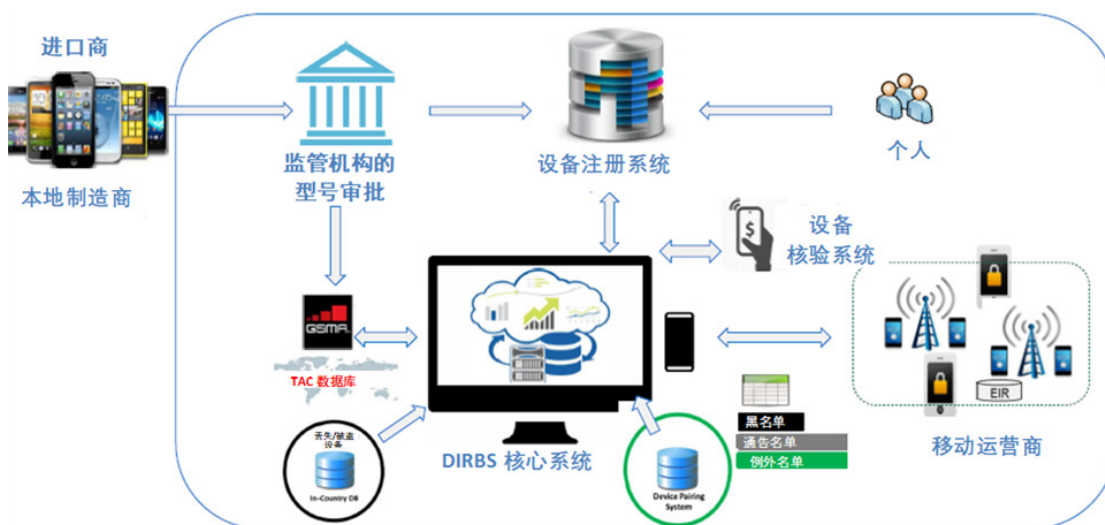 进口商
本地制造商
监管机构的
型号审批
设备注册系统
个人
设备
核验系统
GSMA
TAC 数据库
丢失/被盗
设备
In-Country DB
DIRBS 核心系统
Device Pairing
System
黑名单
通告名单
例外名单
EIR
移动运营商
$